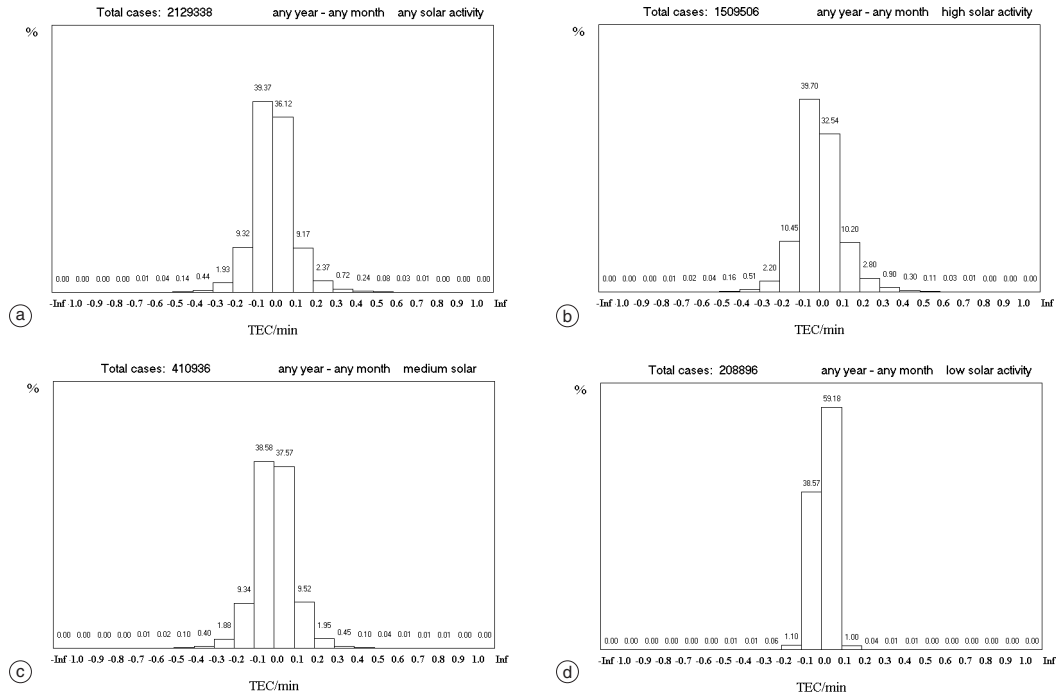 Total cases: 2129338 any year - any month any solar activity
%
39.37
36.12
9.32 9.17
0.00 0.00 0.00 0.00 0.01 0.04 0.14 0.44 1.93 2.37 0.72 0.24 0.08 0.03 0.01 0.00 0.00 0.00
-Inf 1.0 -0.9 -0.8 -0.7 -0.6 -0.5 -0.4 -0.3 -0.2 -0.1 0.0 0.1 0.2 0.3 0.4 0.5 0.6 0.7 0.8 0.9 1.0 Inf
TEC/min
a
Total cases: 1509506 any year - any month high solar activity
%
39.70
32.54
10.45 10.20
0.00 0.00 0.00 0.01 0.02 0.04 0.16 0.51 2.20 2.80 0.90 0.30 0.11 0.03 0.01 0.00 0.00 0.00
-Inf 1.0 -0.9 -0.8 -0.7 -0.6 -0.5 -0.4 -0.3 -0.2 -0.1 0.0 0.1 0.2 0.3 0.4 0.5 0.6 0.7 0.8 0.9 1.0 Inf
TEC/min
b
Total cases: 410936 any year - any month medium solar
%
38.58 37.57
9.34 9.52
0.00 0.00 0.00 0.00 0.01 0.02 0.10 0.40 1.88 1.95 0.45 0.10 0.04 0.01 0.01 0.00 0.00 0.00
-Inf 1.0 -0.9 -0.8 -0.7 -0.6 -0.5 -0.4 -0.3 -0.2 -0.1 0.0 0.1 0.2 0.3 0.4 0.5 0.6 0.7 0.8 0.9 1.0 Inf
TEC/min
c
Total cases: 208896 any year - any month low solar activity
%
59.18
38.57
0.00 0.00 0.00 0.00 0.00 0.00 0.01 0.01 0.06 1.10 1.00 0.04 0.01 0.01 0.00 0.00 0.00 0.00 0.00 0.00
-Inf 1.0 -0.9 -0.8 -0.7 -0.6 -0.5 -0.4 -0.3 -0.2 -0.1 0.0 0.1 0.2 0.3 0.4 0.5 0.6 0.7 0.8 0.9 1.0 Inf
TEC/min
d